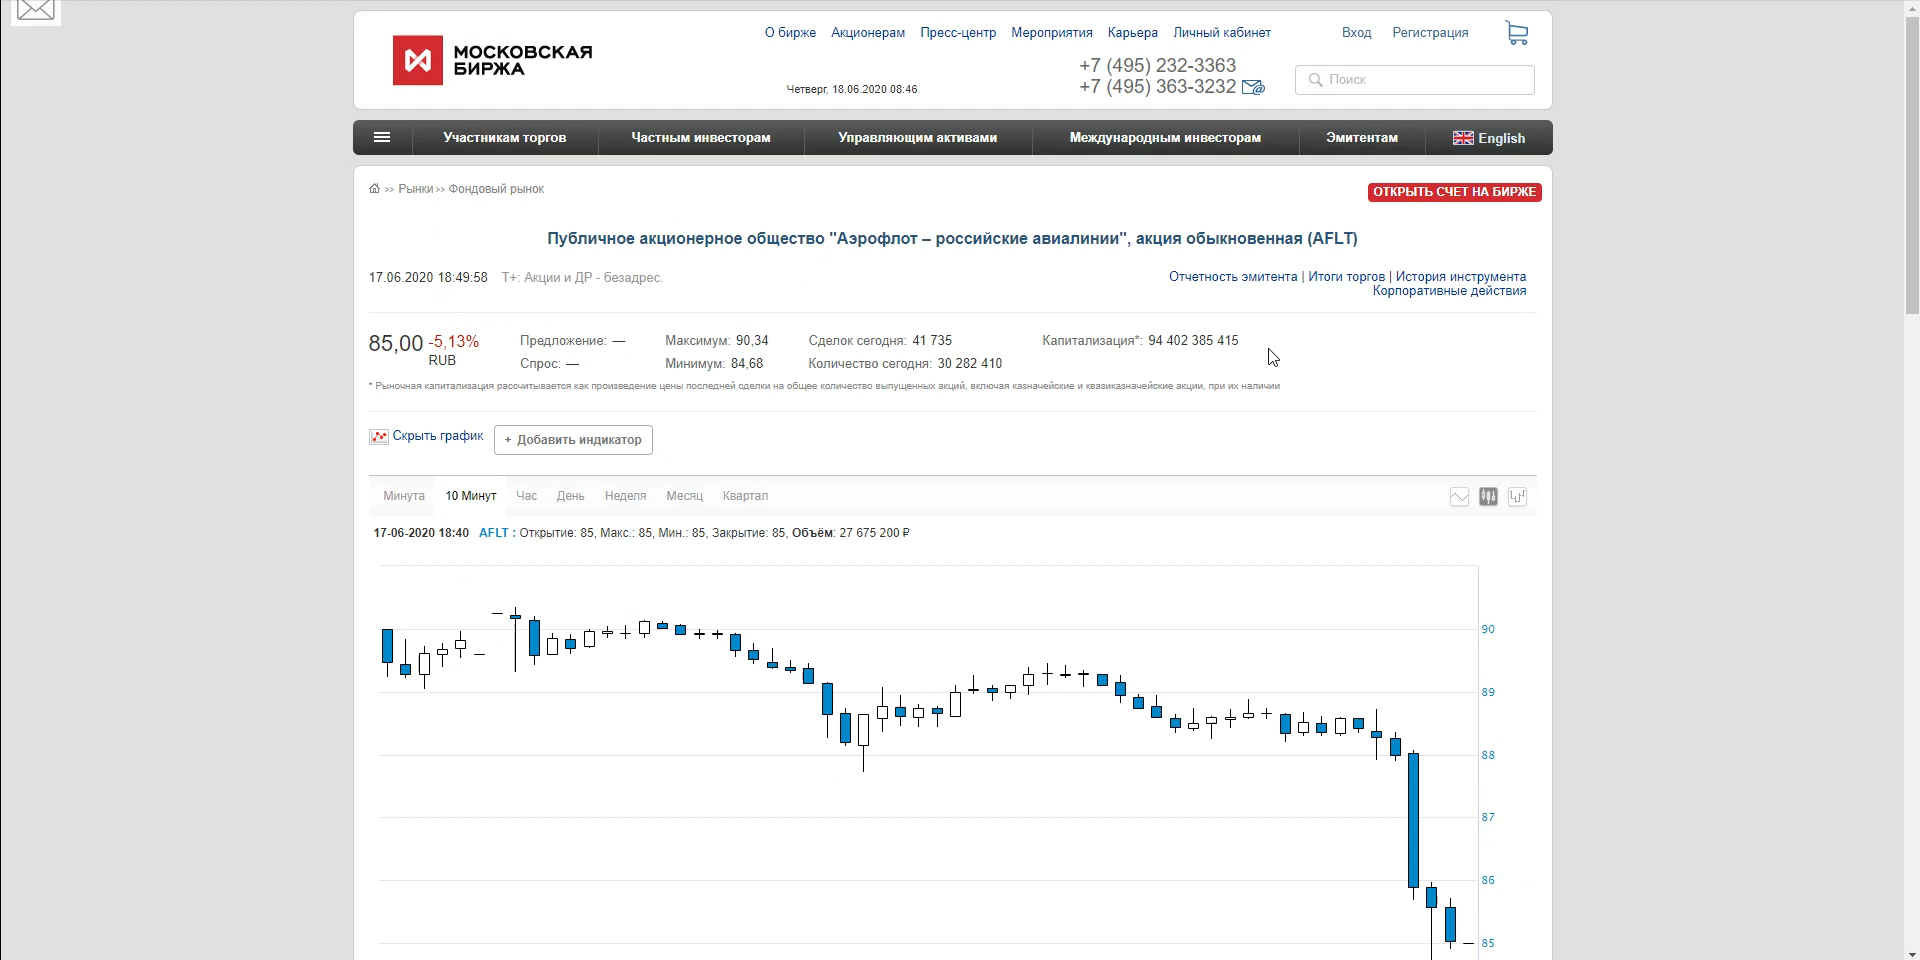 О бирже Акционерам Пресс-центр Мероприятия Карьера Личный кабинет Вход Регистрация
МОСКОВСКАЯ
БИРЖА
+7 (495) 232-3363
Четверг, 18.06.2020 08:46
+7 (495) 363-3232
Поиск
Участникам торгов Частным инвесторам Управляющим активами Международным инвесторам Эмитентам English
>> Рынки >> Фондовый рынок
ОТКРЫТЬ СЧЕТ НА БИРЖЕ
Публичное акционерное общество "Аэрофлот – российские авиалинии", акция обыкновенная (AFLT)
17.06.2020 18:49:58 Т+: Акции и ДР - безадрес.
Отчетность эмитента | Итоги торгов | История инструмента
Корпоративные действия
85,00 -5,13% RUB
Предложение: — Максимум: 90,34 Сделок сегодня: 41 735 Капитализация*: 94 402 385 415
Спрос: — Минимум: 84,68 Количество сегодня: 30 282 410
* Рыночная капитализация рассчитывается как произведение цены последней сделки на общее количество выпущенных акций, включая казначейские и квазиказначейские акции, при их наличии
Скрыть график + Добавить индикатор
Минута 10 Минут Час День Неделя Месяц Квартал
17-06-2020 18:40 AFLT : Открытие: 85, Макс.: 85, Мин.: 85, Закрытие: 85, Объём: 27 675 200 ₽
90
89
88
87
86
85